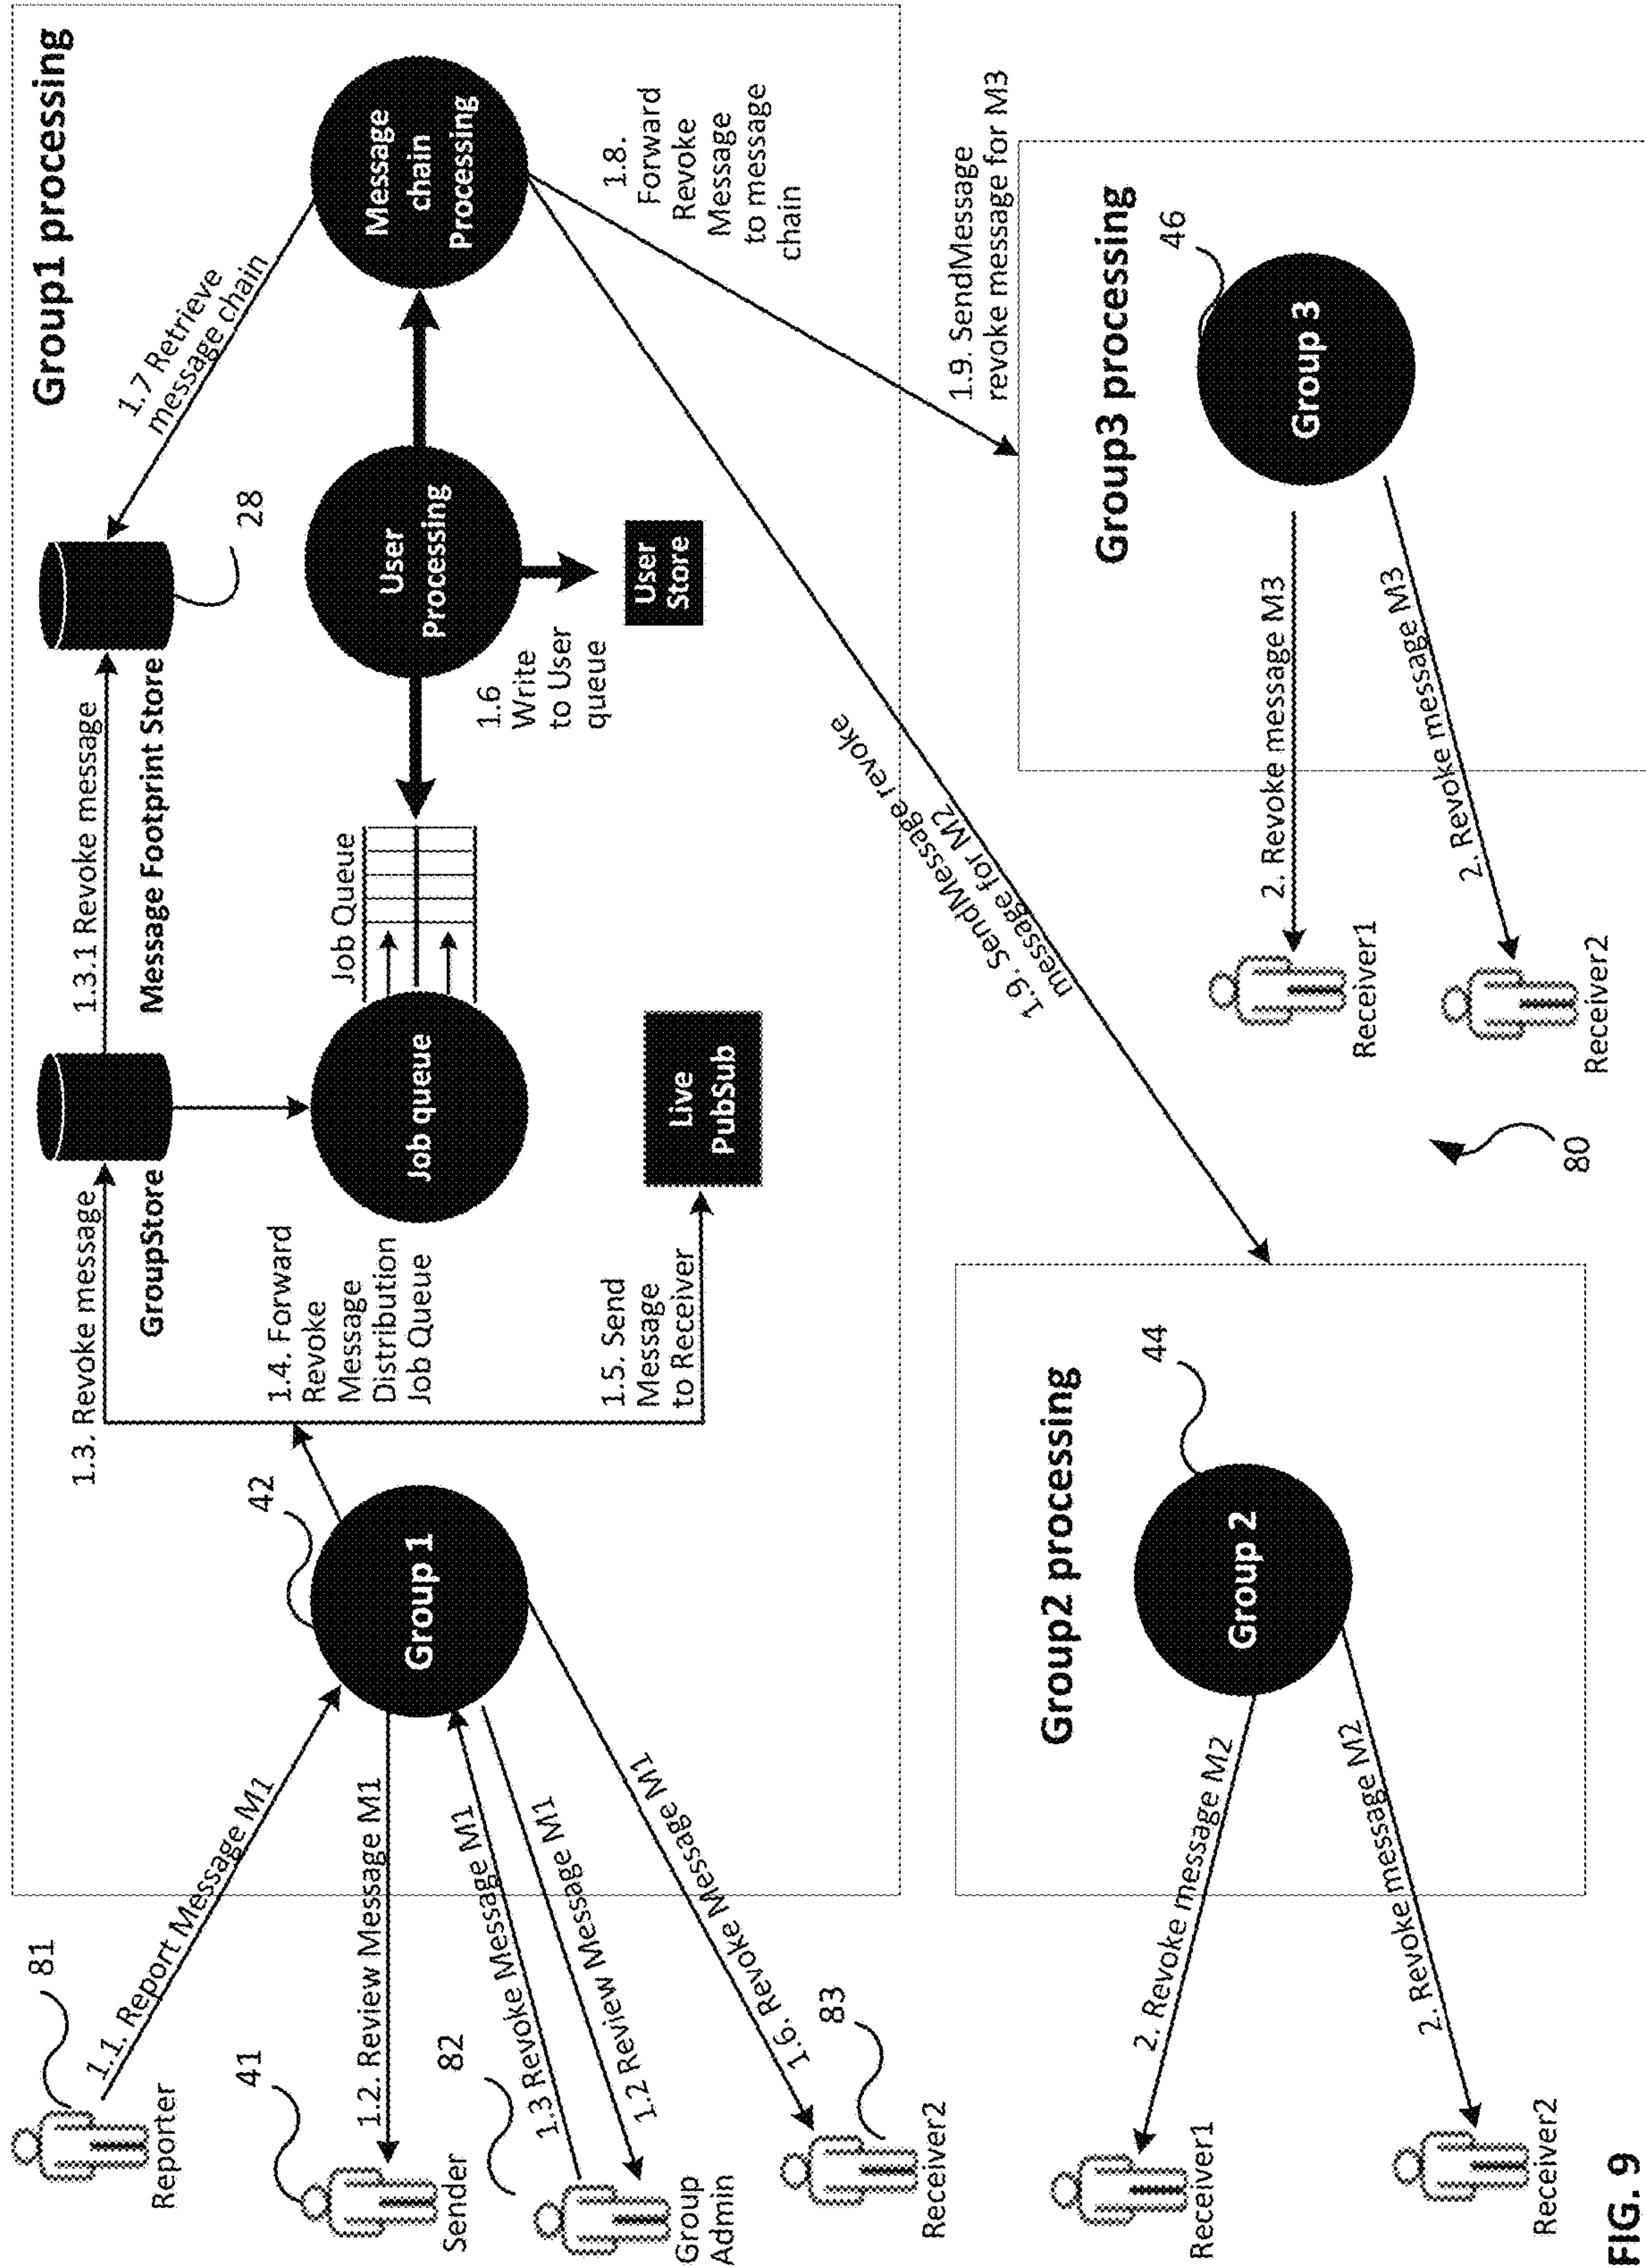 Group1 processing
Reporter
81
1.1. Report Message M1
Sender
41
1.2. Review Message M1
Group
Admin
82
1.3 Revoke Message M1
1.2 Review Message M1
Receiver2
83
1.6. Revoke Message M1
Group 1
42
1.3. Revoke message
GroupStore
1.4. Forward
Revoke
Message
Distribution
Job Queue
1.5. Send
Message
to Receiver
1.3.1 Revoke message
Message Footprint Store
28
Job queue
Job Queue
Live
PubSub
1.6
Write
to User
queue
User
Processing
User
Store
1.7 Retrieve
message chain
Message
chain
Processing
1.8.
Forward
Revoke
Message
to message
chain
1.9. SendMessage revoke
message for M2
1.9. SendMessage
revoke message for M3
Group2 processing
44
Group 2
2. Revoke message M2
Receiver1
2. Revoke message M2
Receiver2
Group3 processing
46
Group 3
2. Revoke message M3
Receiver1
2. Revoke message M3
Receiver2
80
FIG. 9